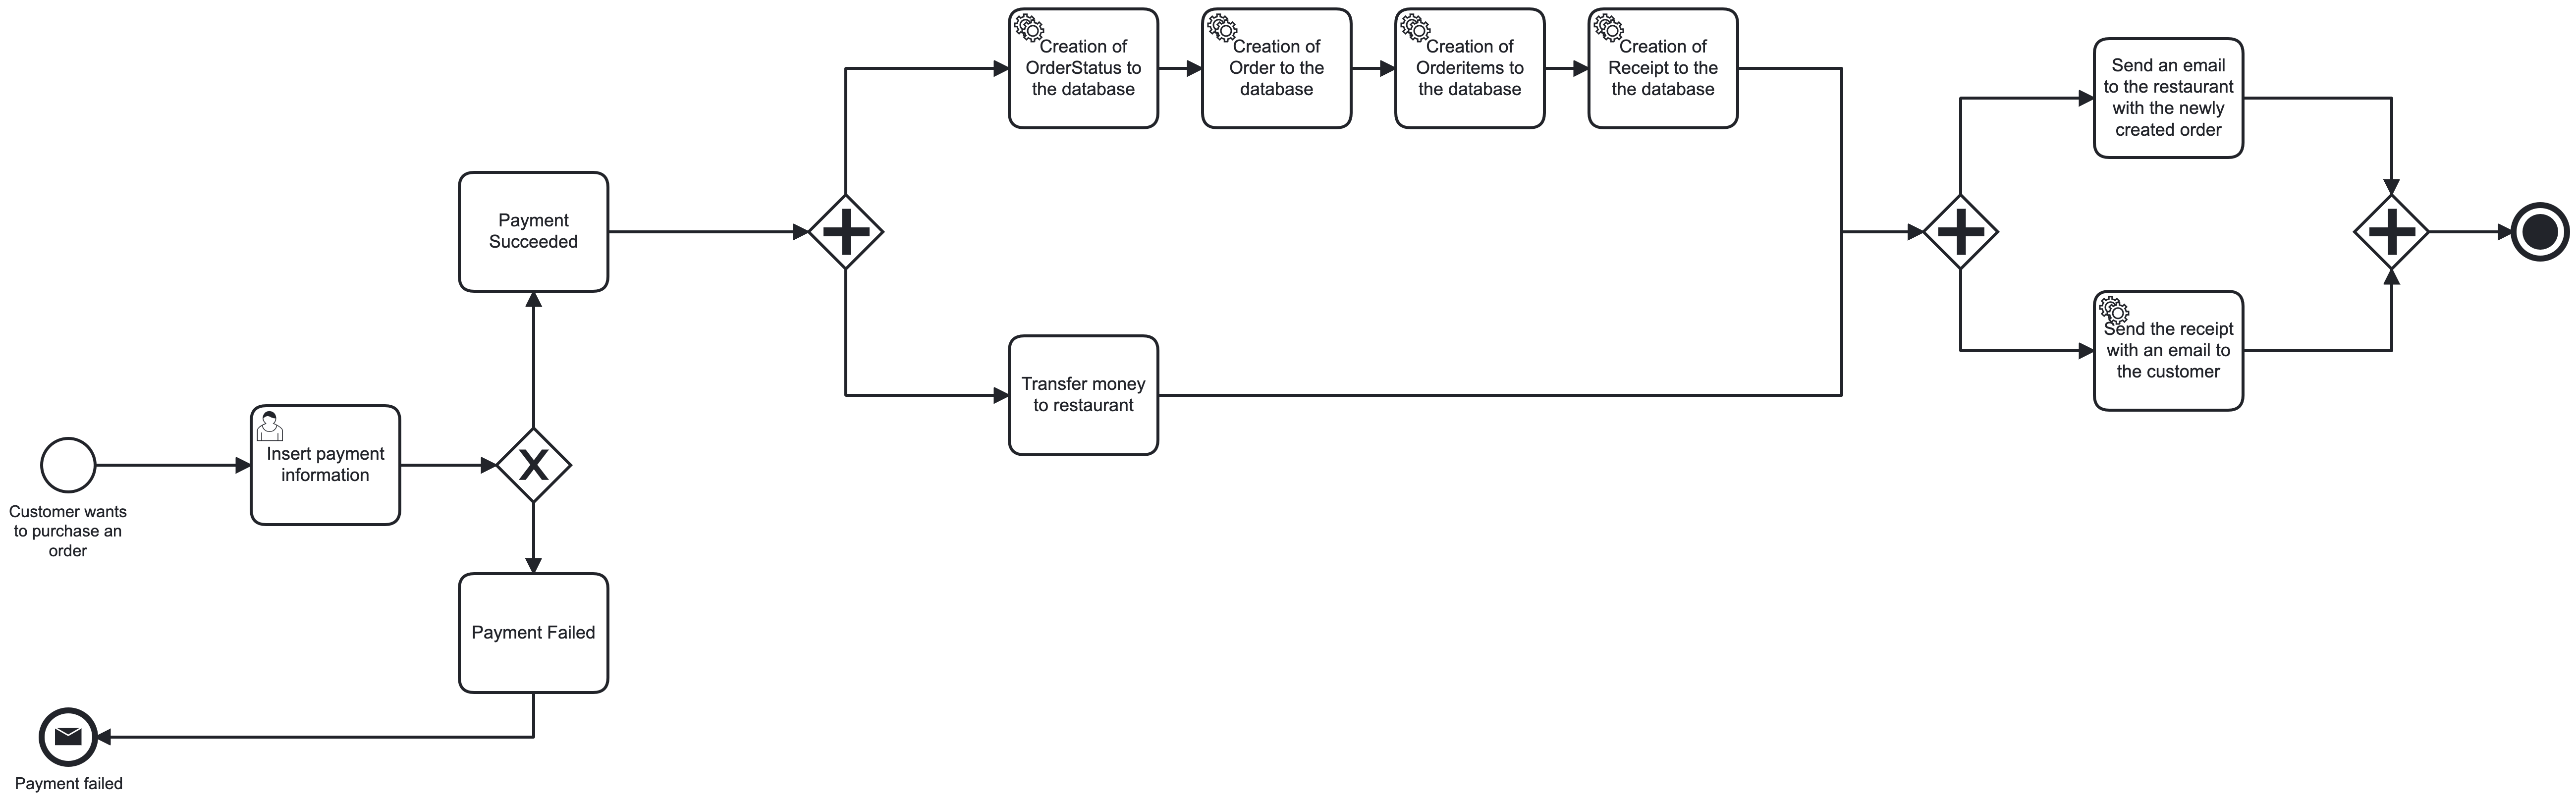 Creation of
OrderStatus to
the database
Creation of
Order to the
database
Creation of
Orderitems to
the database
Creation of
Receipt to the
the database
Send an email
to the restaurant
with the newly
created order
Payment
Succeeded
Send the receipt
with an email to
the customer
Transfer money
to restaurant
Insert payment
information
X
Customer wants
to purchase an
order
Payment Failed
Payment failed